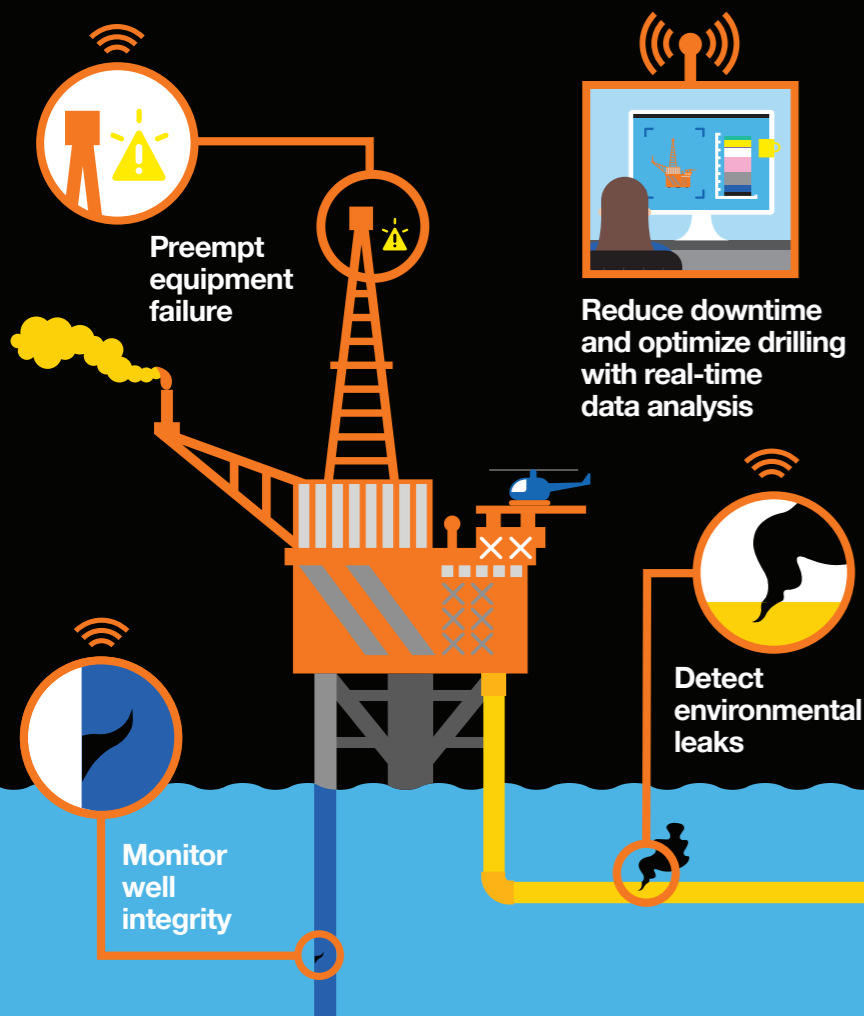 Preempt
equipment
failure
Reduce downtime
and optimize drilling
with real-time
data analysis
Detect
environmental
leaks
Monitor
well
integrity